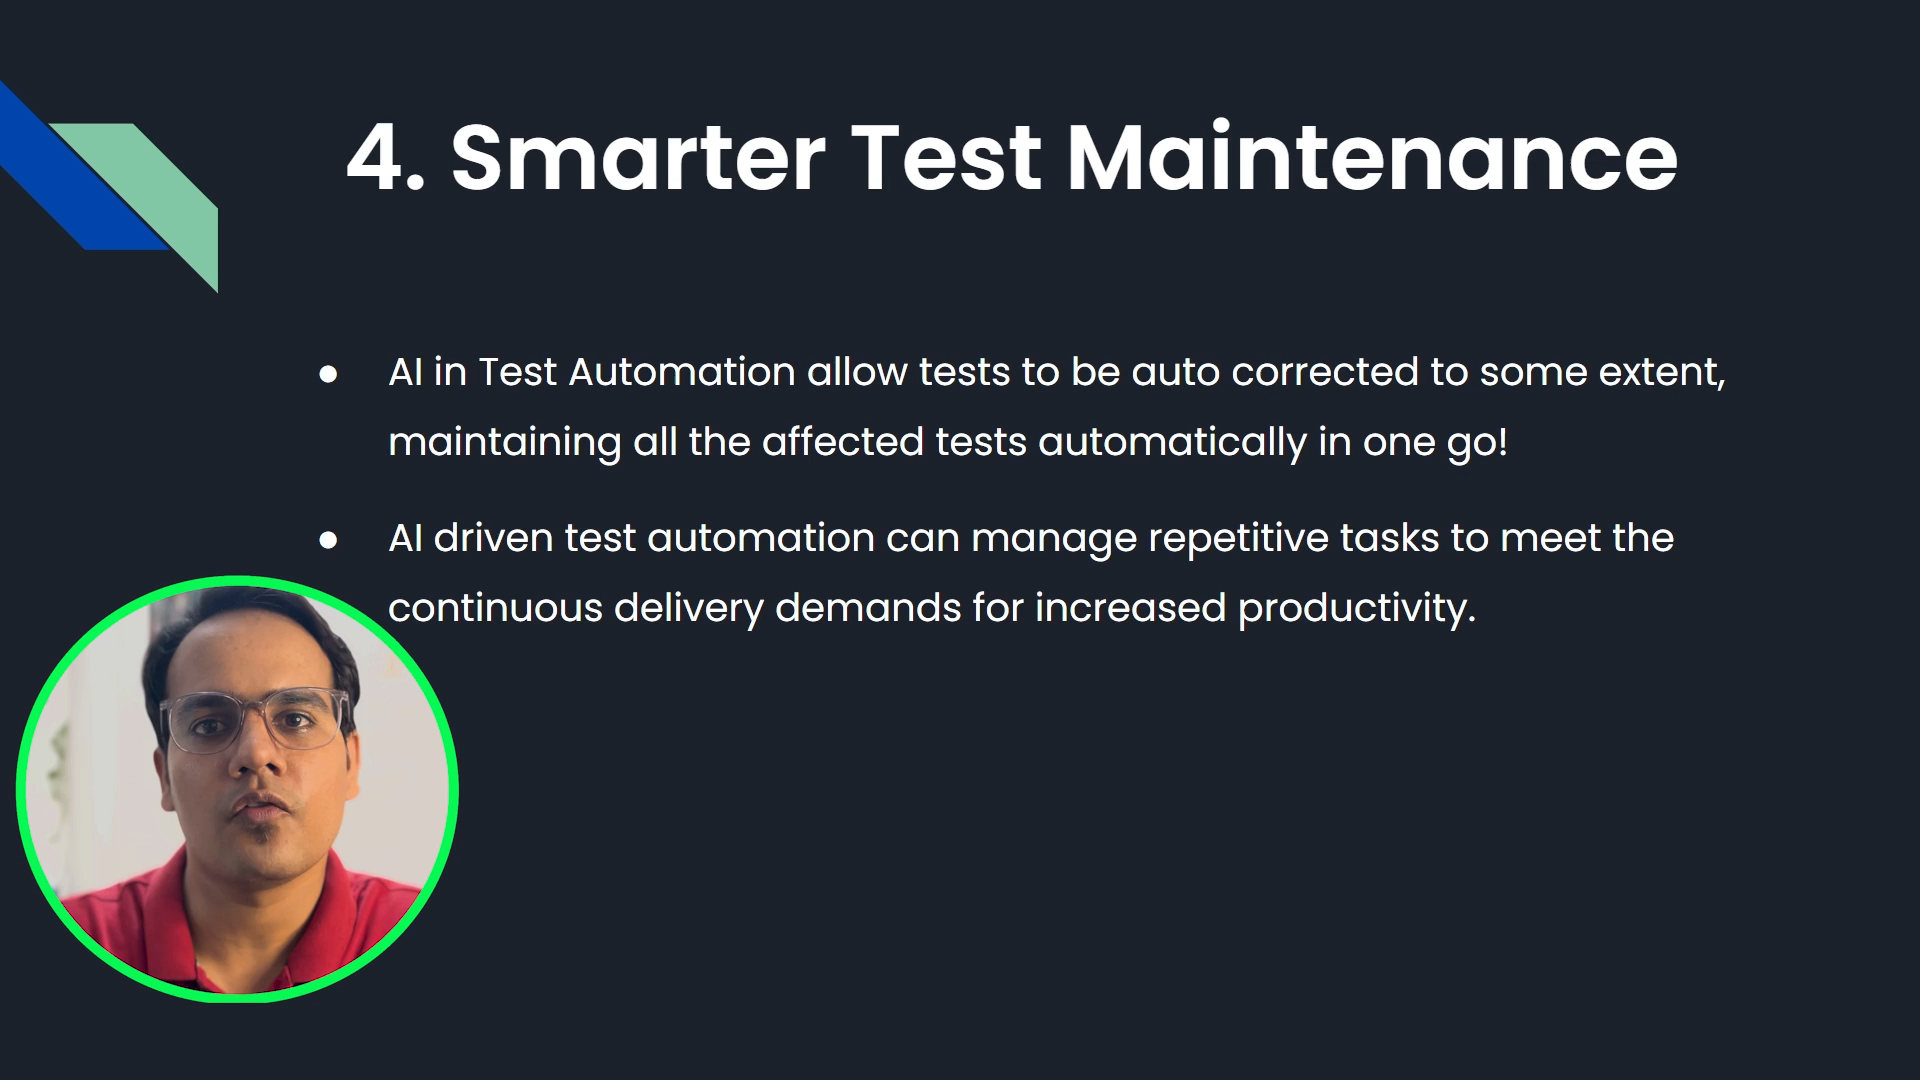 4. Smarter Test Maintenance
● AI in Test Automation allow tests to be auto corrected to some extent,
maintaining all the affected tests automatically in one go!
● AI driven test automation can manage repetitive tasks to meet the
continuous delivery demands for increased productivity.